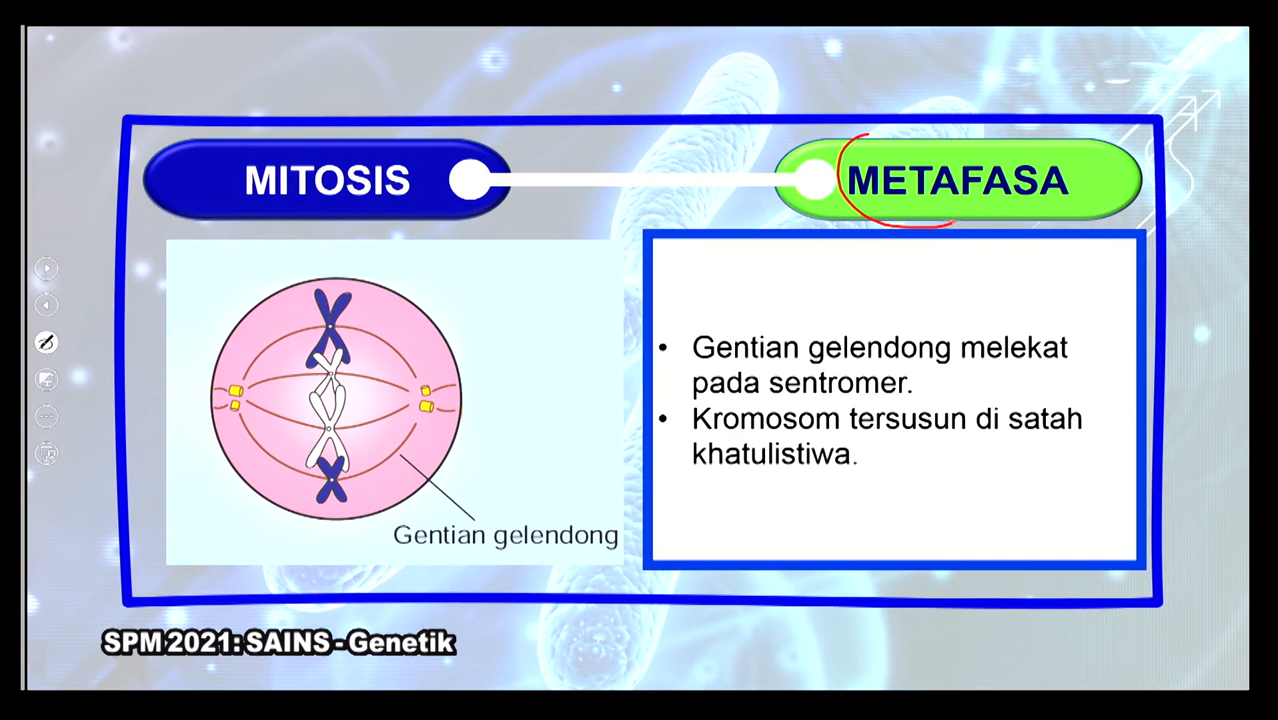 MITOSIS
METAFASA
Gentian gelendong
• Gentian gelendong melekat
pada sentromer.
• Kromosom tersusun di satah
khatulistiwa.
SPM 2021: SAINS - Genetik